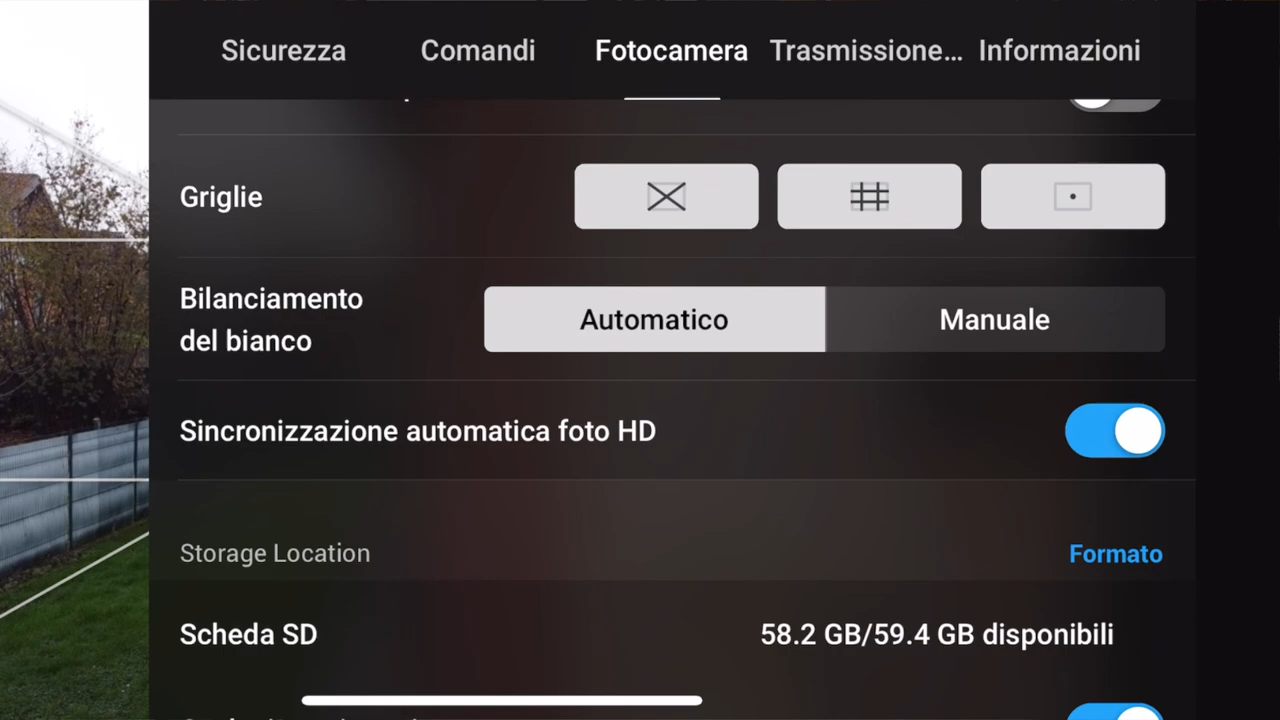 Sicurezza Comandi Fotocamera Trasmissione... Informazioni
Griglie
Bilanciamento
del bianco
Automatico Manuale
Sincronizzazione automatica foto HD
Storage Location Formato
Scheda SD 58.2 GB/59.4 GB disponibili